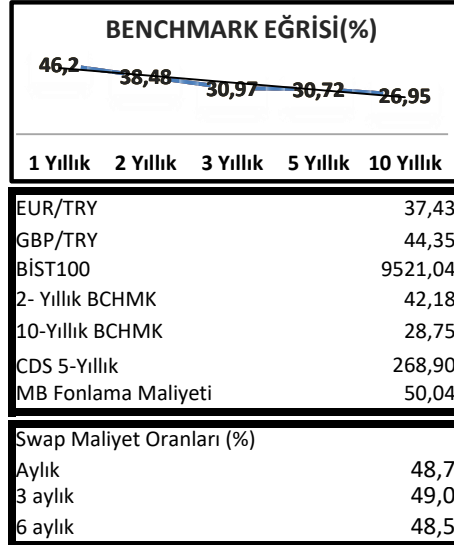 BENCHMARK EĞRİSİ(%)
46,2 38,48 30,97 30,72 26,95
1 Yıllık 2 Yıllık 3 Yıllık 5 Yıllık 10 Yıllık
EUR/TRY 37,43
GBP/TRY 44,35
BİST100 9521,04
2- Yıllık BCHMK 42,18
10-Yıllık BCHMK 28,75
CDS 5-Yıllık 268,90
MB Fonlama Maliyeti 50,04
Swap Maliyet Oranları (%)
Aylık 48,7
3 aylık 49,0
6 aylık 48,5